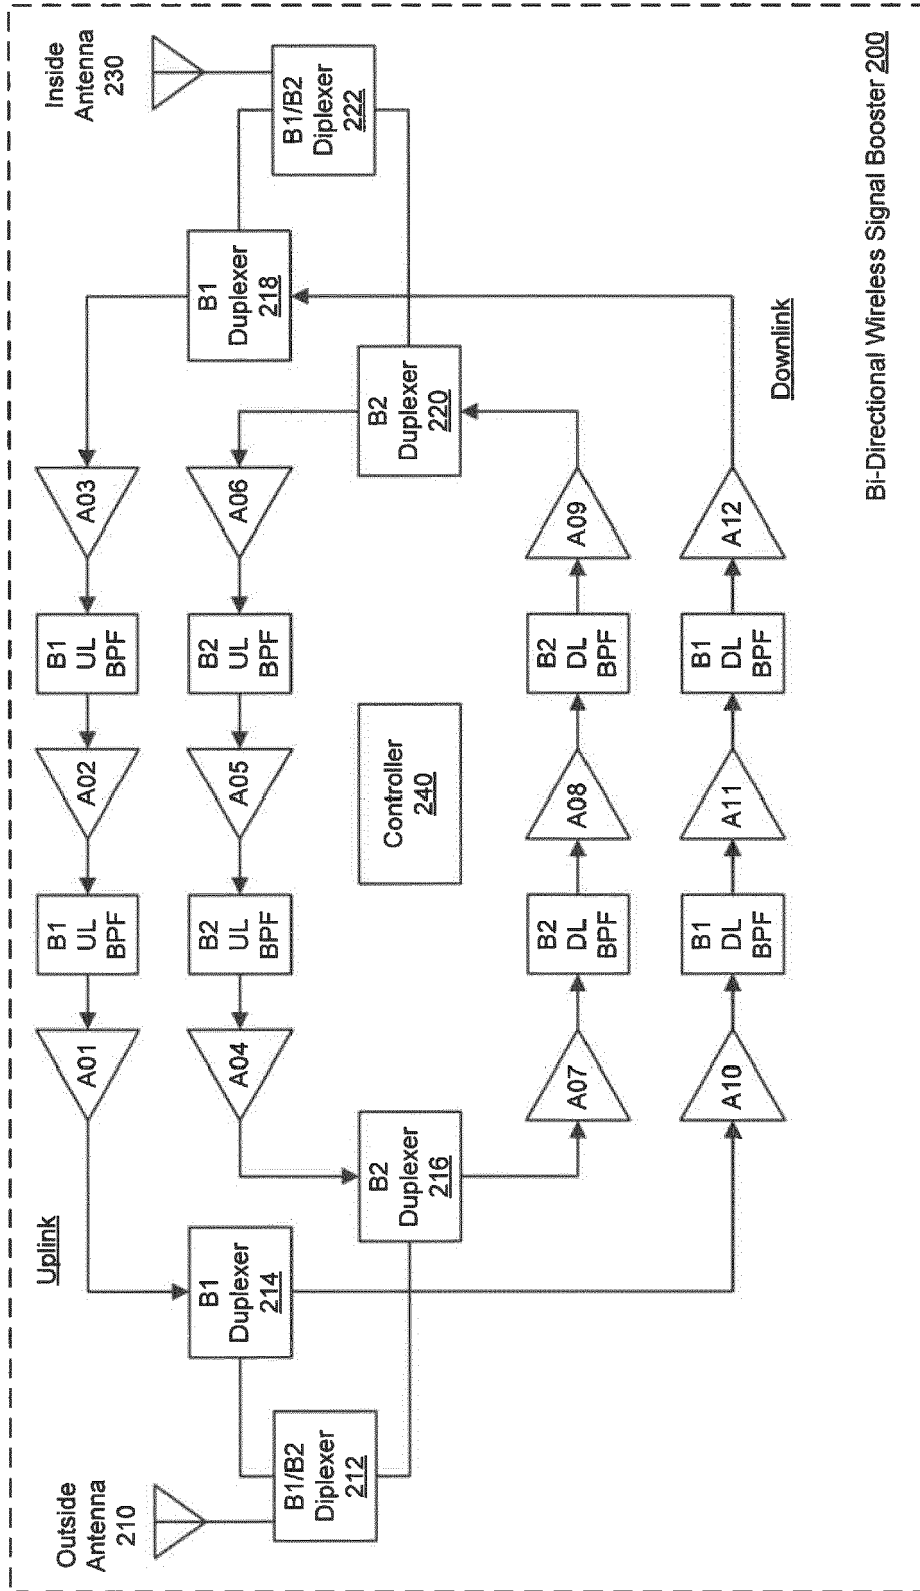 Outside
Antenna
210
Inside
Antenna
230
Uplink
A01
B1
UL
BPF
A02
B1
UL
BPF
A03
B1
Duplexer
214
B1
Duplexer
218
A04
B2
UL
BPF
A05
B2
UL
BPF
A06
B1/B2
Diplexer
212
B1/B2
Diplexer
222
B2
Duplexer
216
Controller
240
B2
Duplexer
220
A07
B2
DL
BPF
A08
B2
DL
BPF
A09
A10
B1
DL
BPF
A11
B1
DL
BPF
A12
Downlink
Bi-Directional Wireless Signal Booster 200